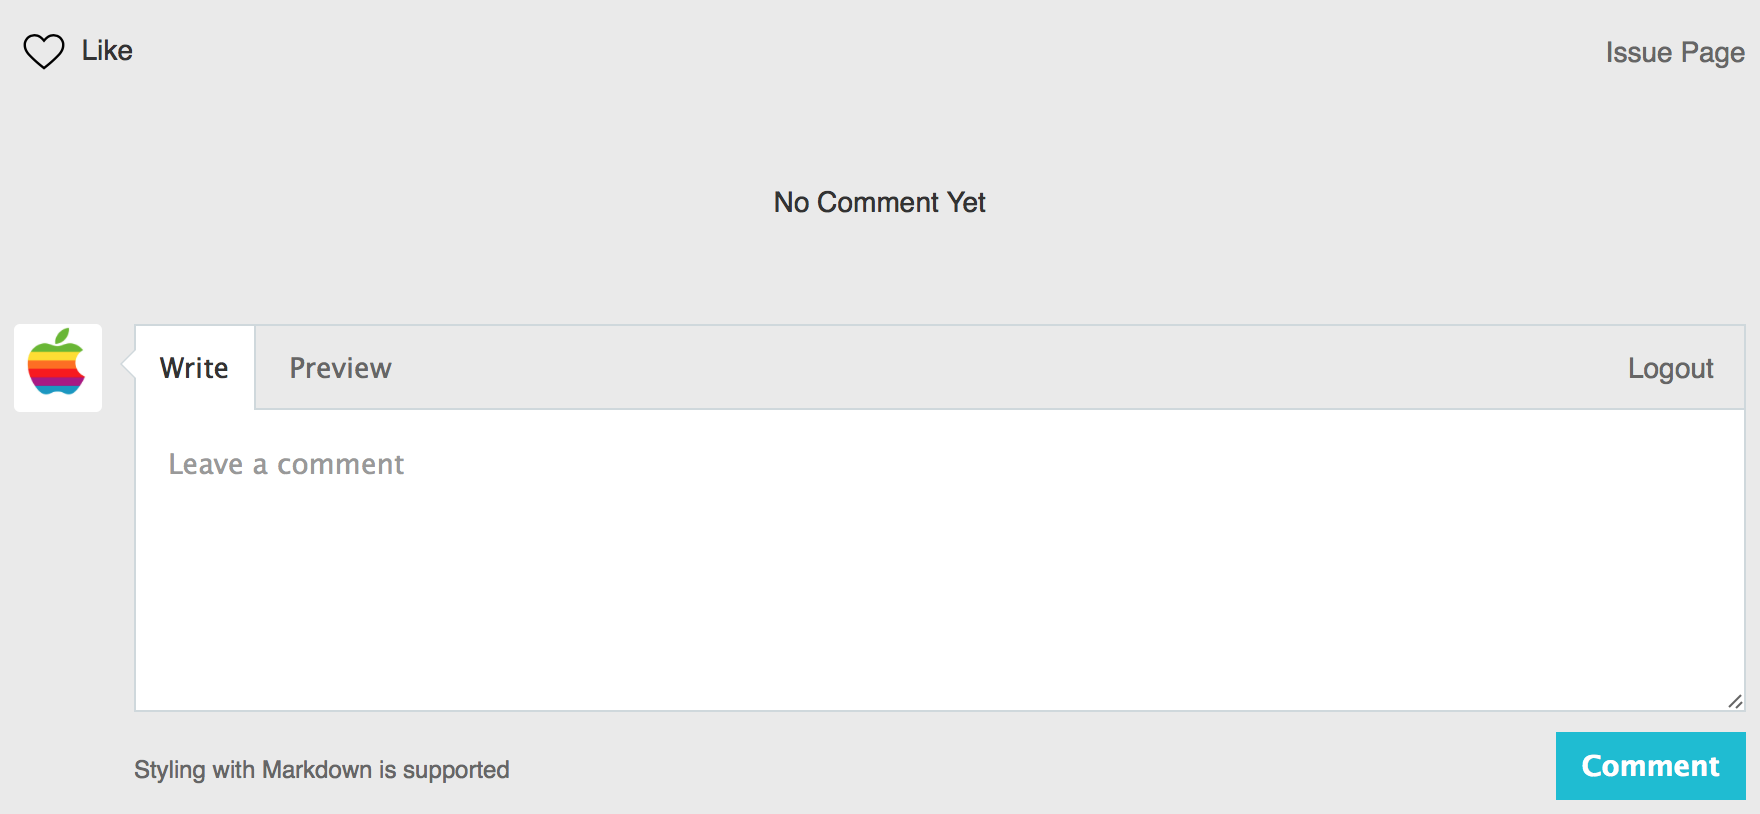 Like
Issue Page
No Comment Yet
Write
Preview
Logout
Leave a comment
Styling with Markdown is supported
Comment